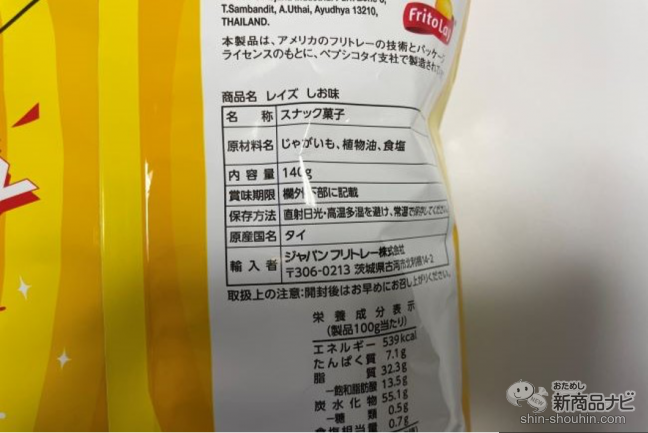 T.Sambandit, A.Uthai, Ayudhya 13210,
THAILAND.
Frito Lay
本製品は、アメリカのフリトレーの技術とパッケージ
ライセンスのもとに、ペプシコタイ支社で製造され
商品名 レイズ しお味
名 称 スナック菓子
原材料名 じゃがいも、植物油、食塩
内容量 140g
賞味期限 欄外下部に記載
保存方法 直射日光・高温多湿を避け、常温で保存してください。
原産国名 タイ
輸入者 ジャパンフリトレー株式会社
〒306-0213 茨城県古河市北利根14-2
取扱上の注意:開封後はお早めにお召し上がりください。
栄養成分表示
(製品100g当たり)
エネルギー 539kcal
たんぱく質 7.1g
脂質 32.3g
―飽和脂肪酸 13.5g
炭水化物 55.1g
―糖類 0.5g
食塩相当量 0.7g
おためし
NEW
新商品ナビ
shin-shouhin.com